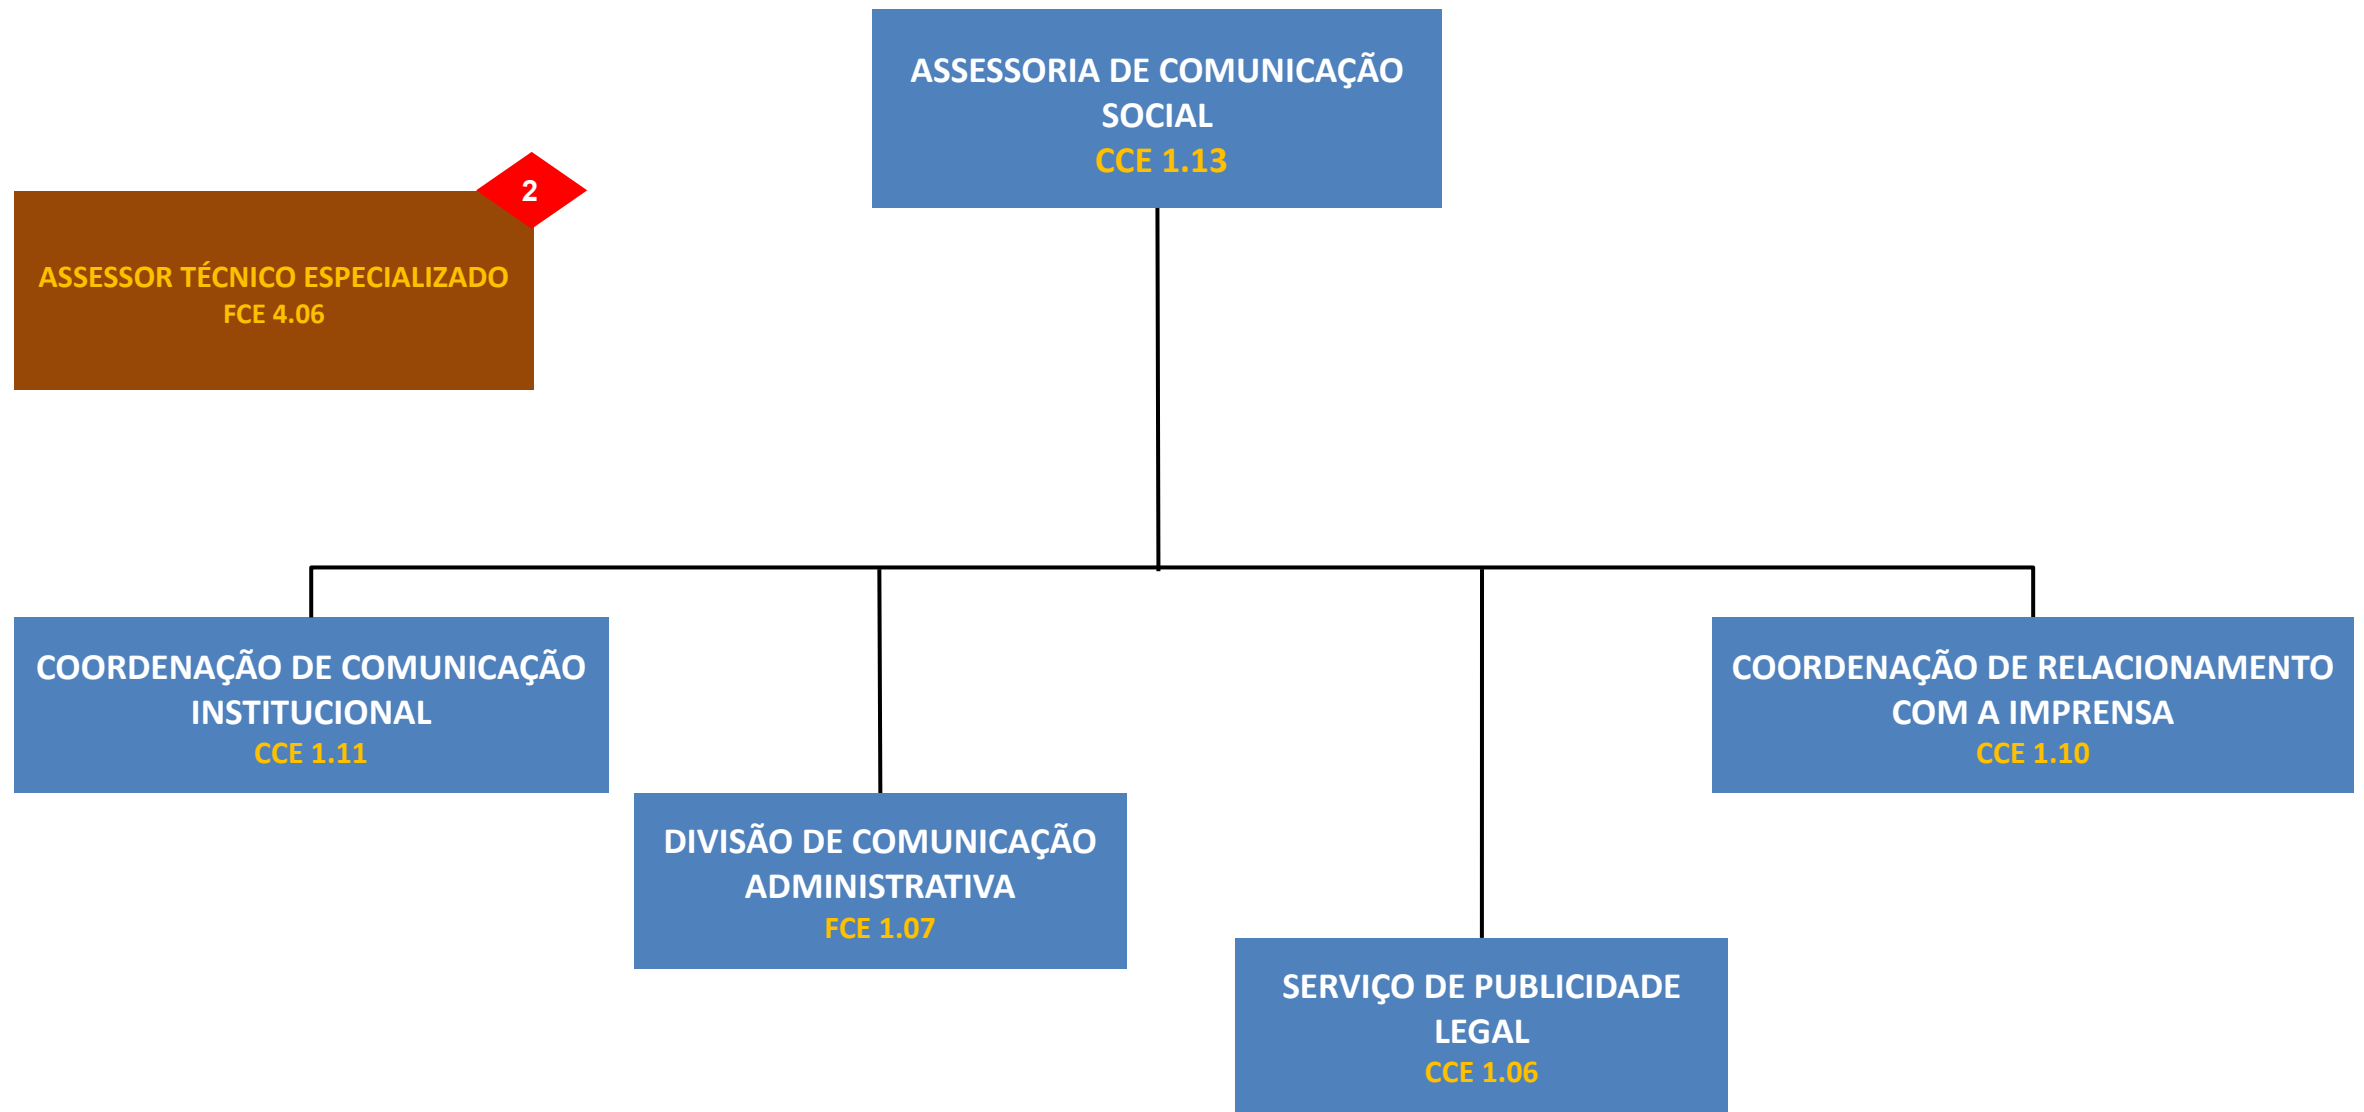 ASSESSORIA DE COMUNICAÇÃO
SOCIAL
CCE 1.13
2
ASSESSOR TÉCNICO ESPECIALIZADO
FCE 4.06
COORDENAÇÃO DE COMUNICAÇÃO
INSTITUCIONAL
CCE 1.11
COORDENAÇÃO DE RELACIONAMENTO
COM A IMPRENSA
CCE 1.10
DIVISÃO DE COMUNICAÇÃO
ADMINISTRATIVA
FCE 1.07
SERVIÇO DE PUBLICIDADE
LEGAL
CCE 1.06